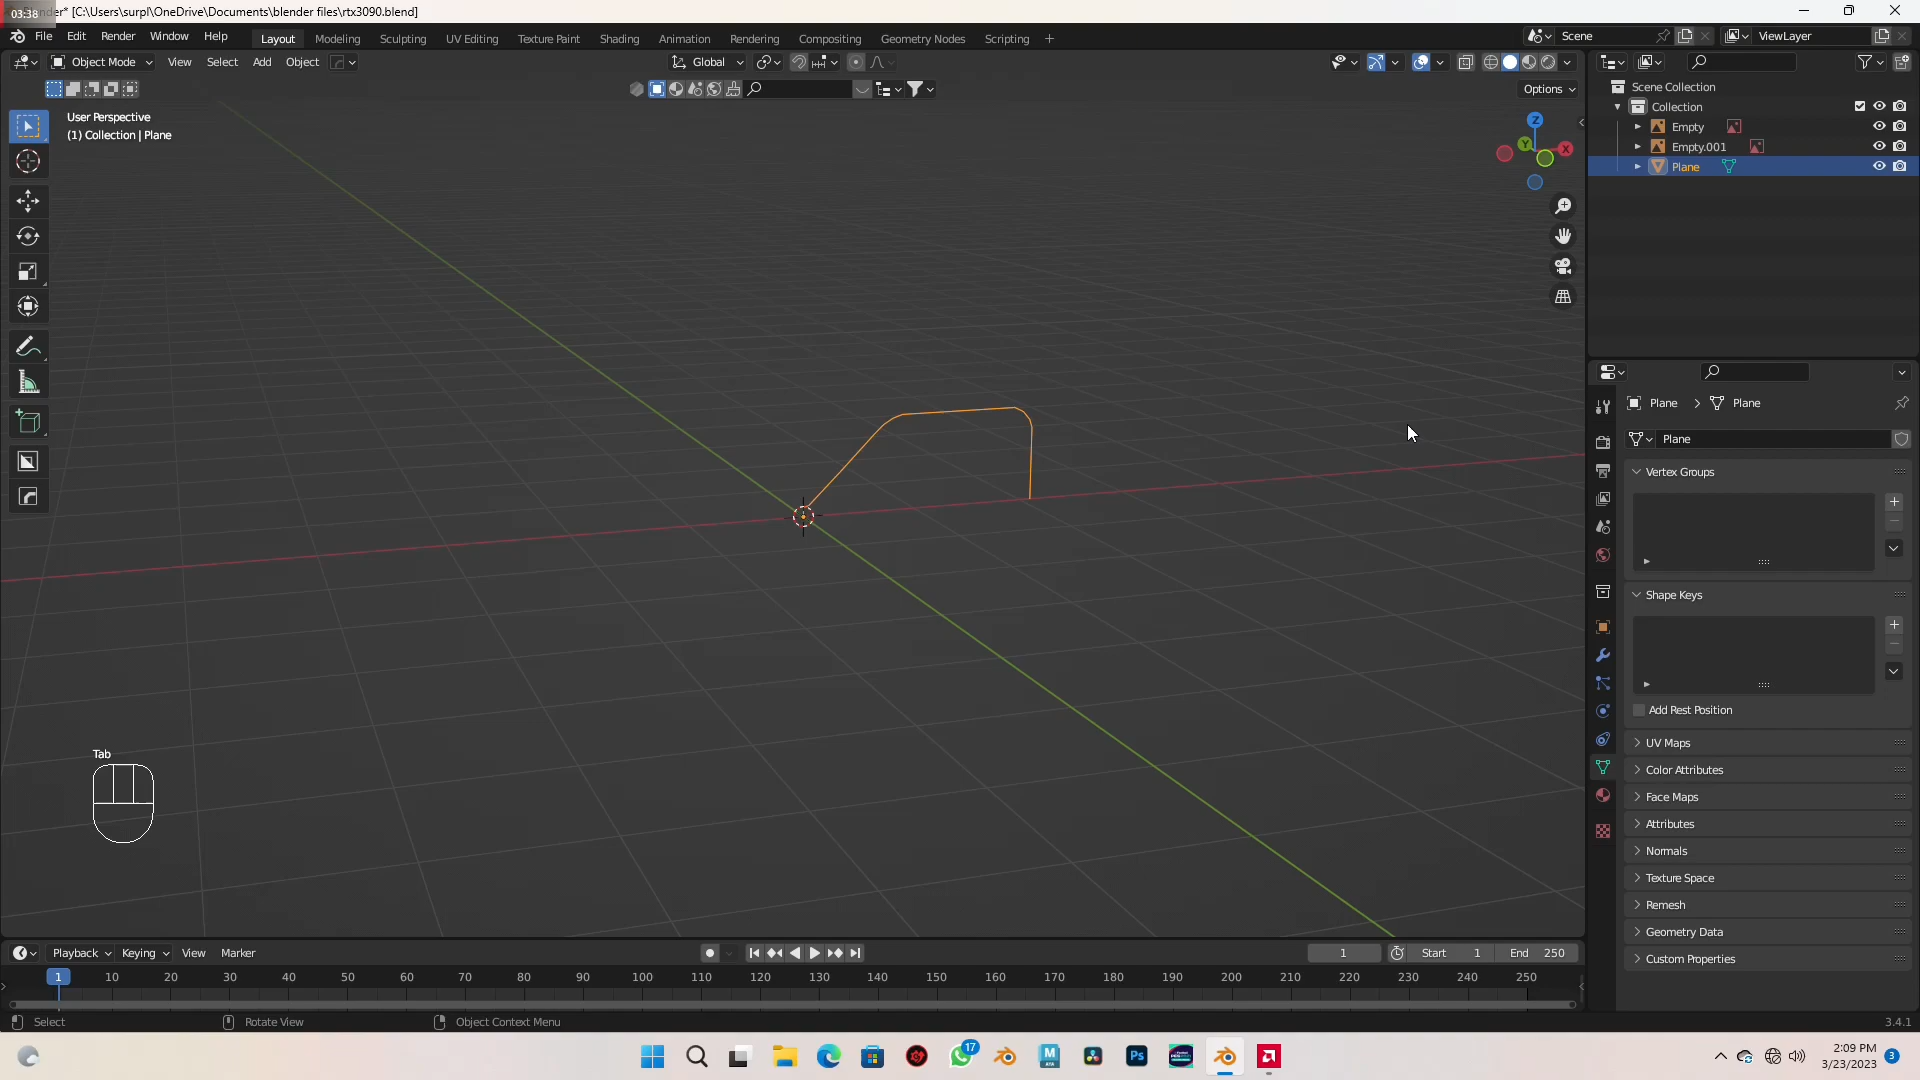 03:38
nder* [C:\Users\surpl\OneDrive\Documents\blender files\rtx3090.blend]
File Edit Render Window Help Layout Modeling Sculpting UV Editing Texture Paint Shading Animation Rendering Compositing Geometry Nodes Scripting + Scene ViewLayer
Object Mode View Select Add Object Global
Options
User Perspective
(1) Collection | Plane
Z
Y
X
Scene Collection
Collection
Empty
Empty.001
Plane
Plane > Plane
Plane
Vertex Groups
Shape Keys
Add Rest Position
UV Maps
Color Attributes
Face Maps
Attributes
Normals
Texture Space
Remesh
Geometry Data
Custom Properties
Tab
Playback Keying View Marker 1 Start 1 End 250
1 10 20 30 40 50 60 70 80 90 100 110 120 130 140 150 160 170 180 190 200 210 220 230 240 250
Select Rotate View Object Context Menu 3.4.1
17
M
Ps
2:09 PM
3/23/2023
3